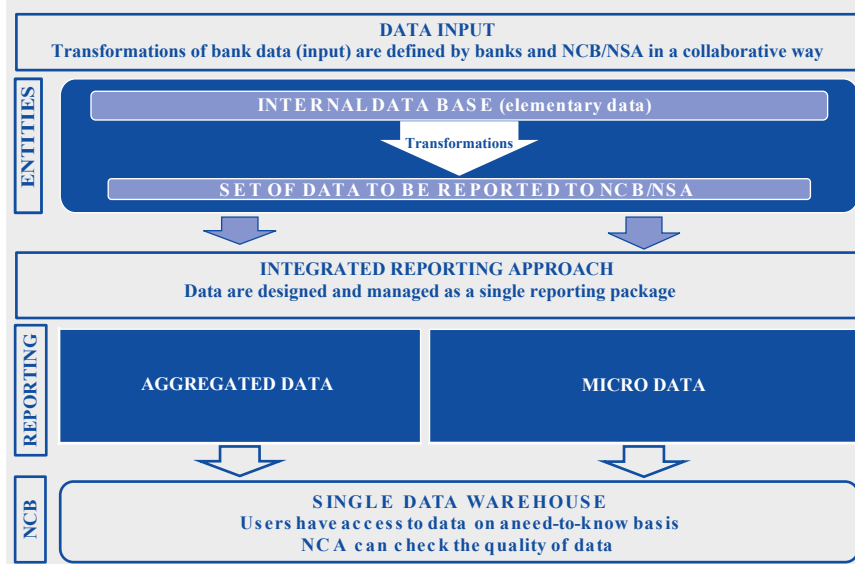 DATA INPUT
Transformations of bank data (input) are defined by banks and NCB/NSA in a collaborative way
ENTITIES
INTERNAL DATA BASE (elementary data)
Transformations
SET OF DATA TO BE REPORTED TO NCB/NSA
INTEGRATED REPORTING APPROACH
Data are designed and managed as a single reporting package
REPORTING
AGGREGATED DATA
MICRO DATA
NCB
SINGLE DATA WAREHOUSE
Users have access to data on aneed-to-know basis
NCA can check the quality of data